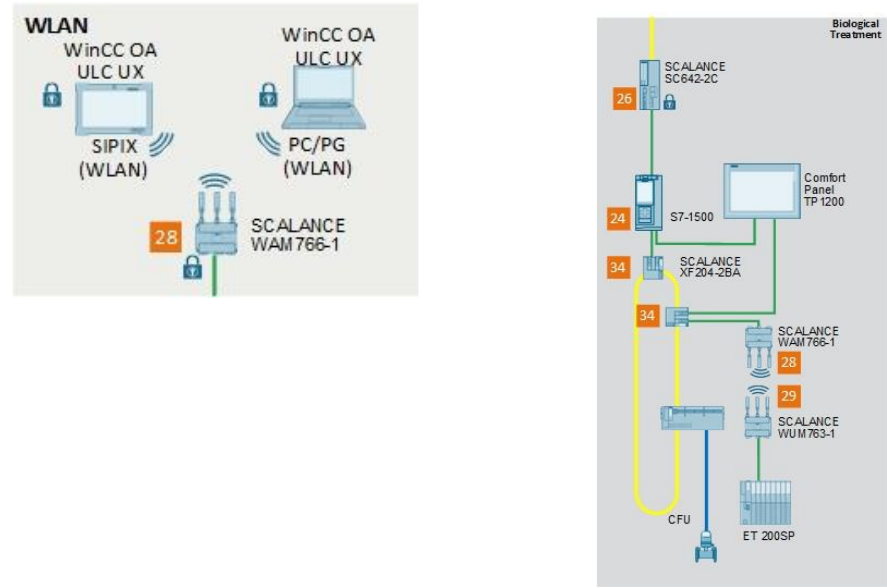 WLAN
WinCC OA
ULC UX
WinCC OA
ULC UX
SIPIX
(WLAN)
PC/PG
(WLAN)
28
SCALANCE
WAM766-1
Biological
Treatment
SCALANCE
SC642-2C
26
Comfort
Panel
TP1200
24
S7-1500
34
SCALANCE
XF204-2BA
34
SCALANCE
WAM766-1
28
29
SCALANCE
WUM763-1
CFU
ET 200SP